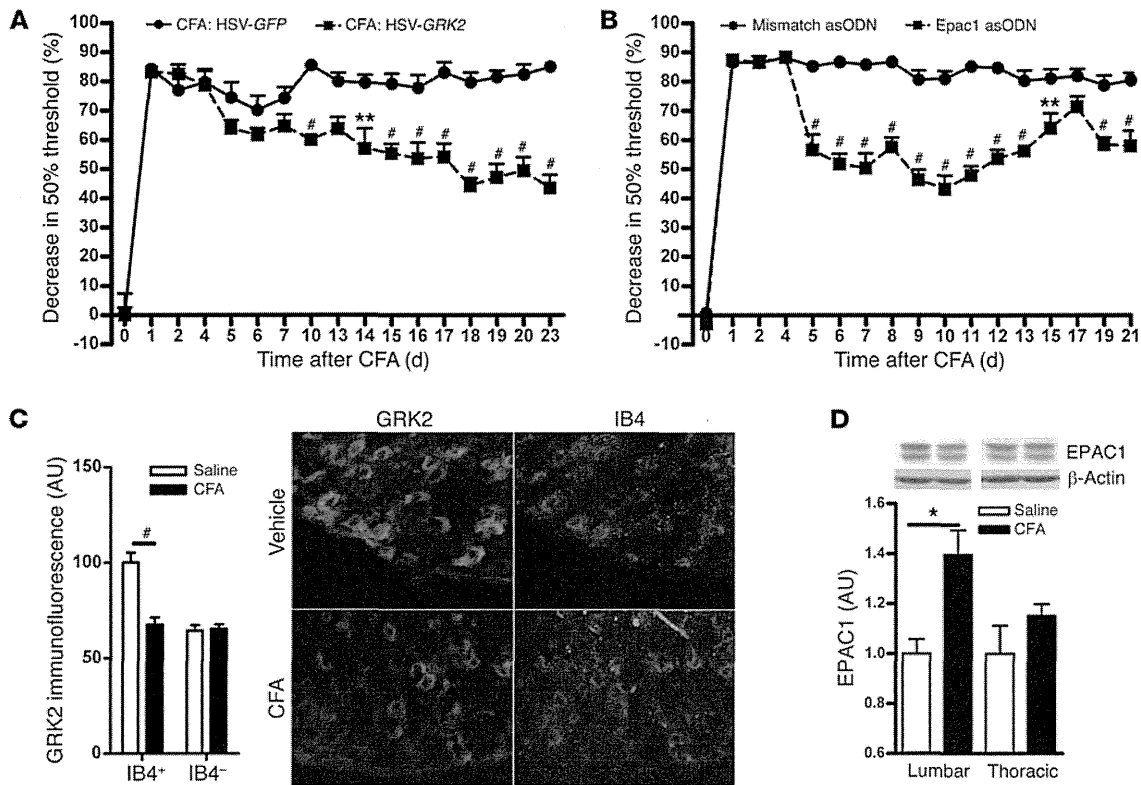 A
CFA: HSV-GFP
CFA: HSV-GRK2
Decrease in 50% threshold (%)
100
90
80
70
60
50
40
30
20
10
0
-10
# ** # # # # # # #
0 1 2 4 5 6 7 10 13 14 15 16 17 18 19 20 23
Time after CFA (d)
B
Mismatch asODN
Epac1 asODN
Decrease in 50% threshold (%)
100
90
80
70
60
50
40
30
20
10
0
-10
# # # # # # # # # ** # #
0 1 2 4 5 6 7 8 9 10 11 12 13 15 17 19 21
Time after CFA (d)
C
GRK2 immunofluorescence (AU)
150
100
50
0
Saline
CFA
#
IB4+ IB4–
GRK2
IB4
Vehicle
CFA
D
EPAC1
β-Actin
EPAC1 (AU)
1.6
1.4
1.2
1.0
0.8
0.6
Saline
CFA
*
Lumbar Thoracic